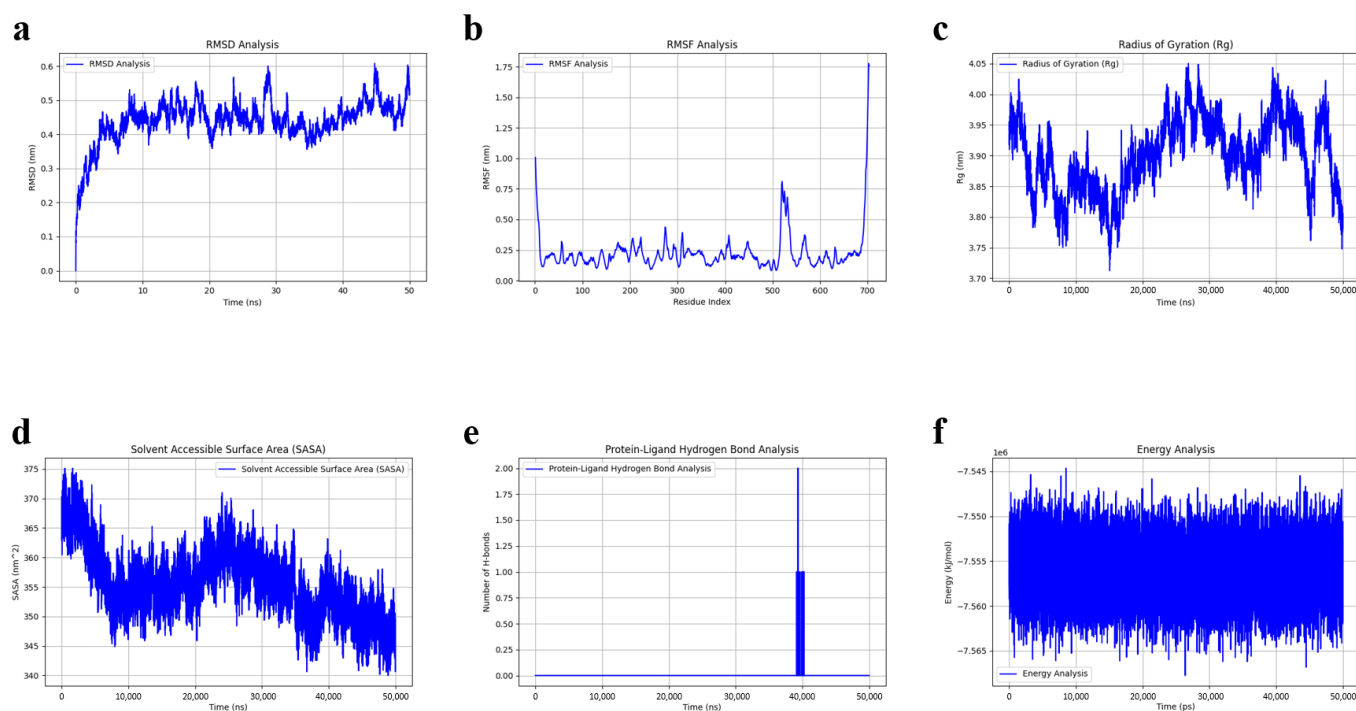 a
RMSD Analysis
RMSD Analysis
0.6
0.5
0.4
0.3
0.2
0.1
0.0
RMSD (nm)
0
10
20
30
40
50
Time (ns)
b
RMSF Analysis
RMSF Analysis
1.75
1.50
1.25
1.00
0.75
0.50
0.25
0.00
RMSF (nm)
0
100
200
300
400
500
600
700
Residue Index
c
Radius of Gyration (Rg)
Radius of Gyration (Rg)
4.05
4.00
3.95
3.90
3.85
3.80
3.75
3.70
Rg (nm)
0
10,000
20,000
30,000
40,000
50,000
Time (ns)
d
Solvent Accessible Surface Area (SASA)
Solvent Accessible Surface Area (SASA)
375
370
365
360
355
350
345
340
SASA (nm^2)
0
10,000
20,000
30,000
40,000
50,000
Time (ns)
e
Protein-Ligand Hydrogen Bond Analysis
Protein-Ligand Hydrogen Bond Analysis
2.00
1.75
1.50
1.25
1.00
0.75
0.50
0.25
0.00
Number of H-bonds
0
10,000
20,000
30,000
40,000
50,000
Time (ns)
f
Energy Analysis
1e6
−7.545
−7.550
−7.555
−7.560
−7.565
Energy (kJ/mol)
Energy Analysis
0
10,000
20,000
30,000
40,000
50,000
Time (ps)